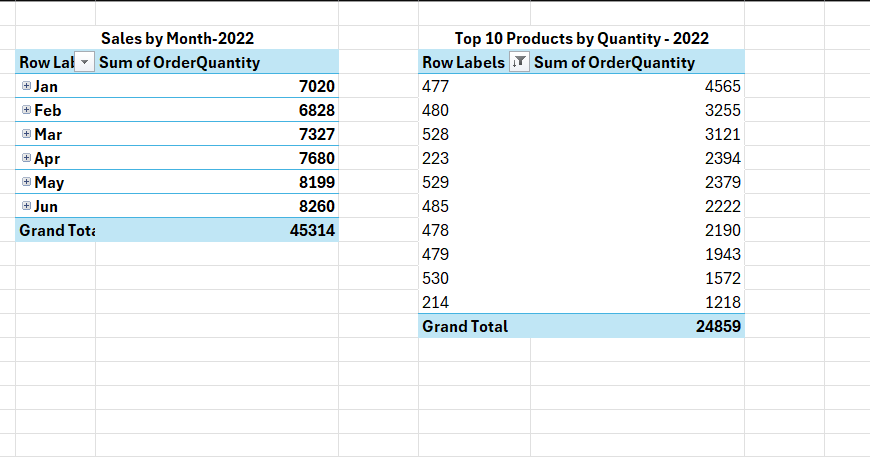 Sales by Month-2022
Row Lab Sum of OrderQuantity
Jan 7020
Feb 6828
Mar 7327
Apr 7680
May 8199
Jun 8260
Grand Tota 45314
Top 10 Products by Quantity - 2022
Row Labels Sum of OrderQuantity
477 4565
480 3255
528 3121
223 2394
529 2379
485 2222
478 2190
479 1943
530 1572
214 1218
Grand Total 24859